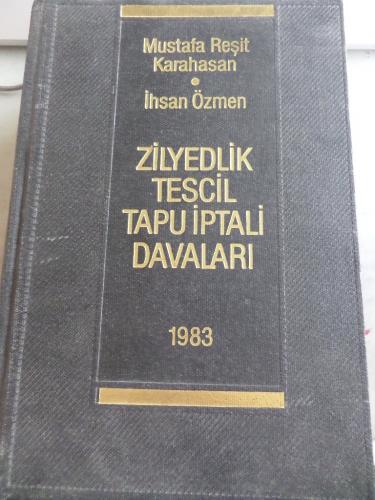 Mustafa Reşit
Karahasan
•
İhsan Özmen
ZİLYEDLİK
TESCİL
TAPU İPTALİ
DAVALARI
1983